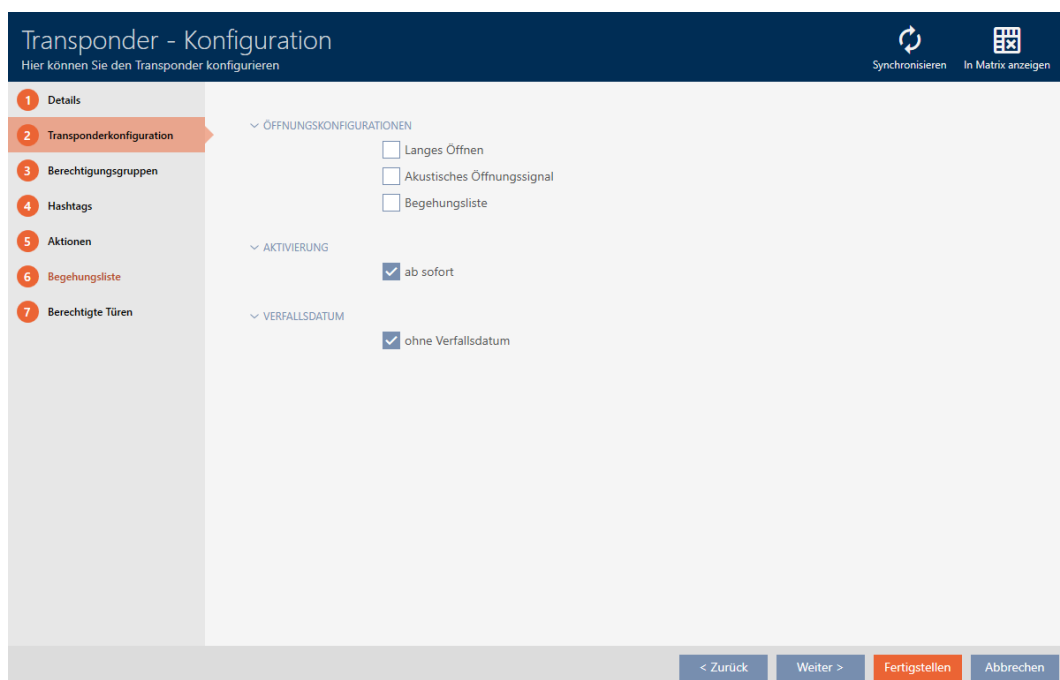 Transponder - Konfiguration
Hier können Sie den Transponder konfigurieren
Synchronisieren
In Matrix anzeigen
1 Details
2 Transponderkonfiguration
3 Berechtigungsgruppen
4 Hashtags
5 Aktionen
6 Begehungsliste
7 Berechtigte Türen
ÖFFNUNGSKONFIGURATIONEN
Langes Öffnen
Akustisches Öffnungssignal
Begehungsliste
AKTIVIERUNG
ab sofort
VERFALLSDATUM
ohne Verfallsdatum
< Zurück
Weiter >
Fertigstellen
Abbrechen